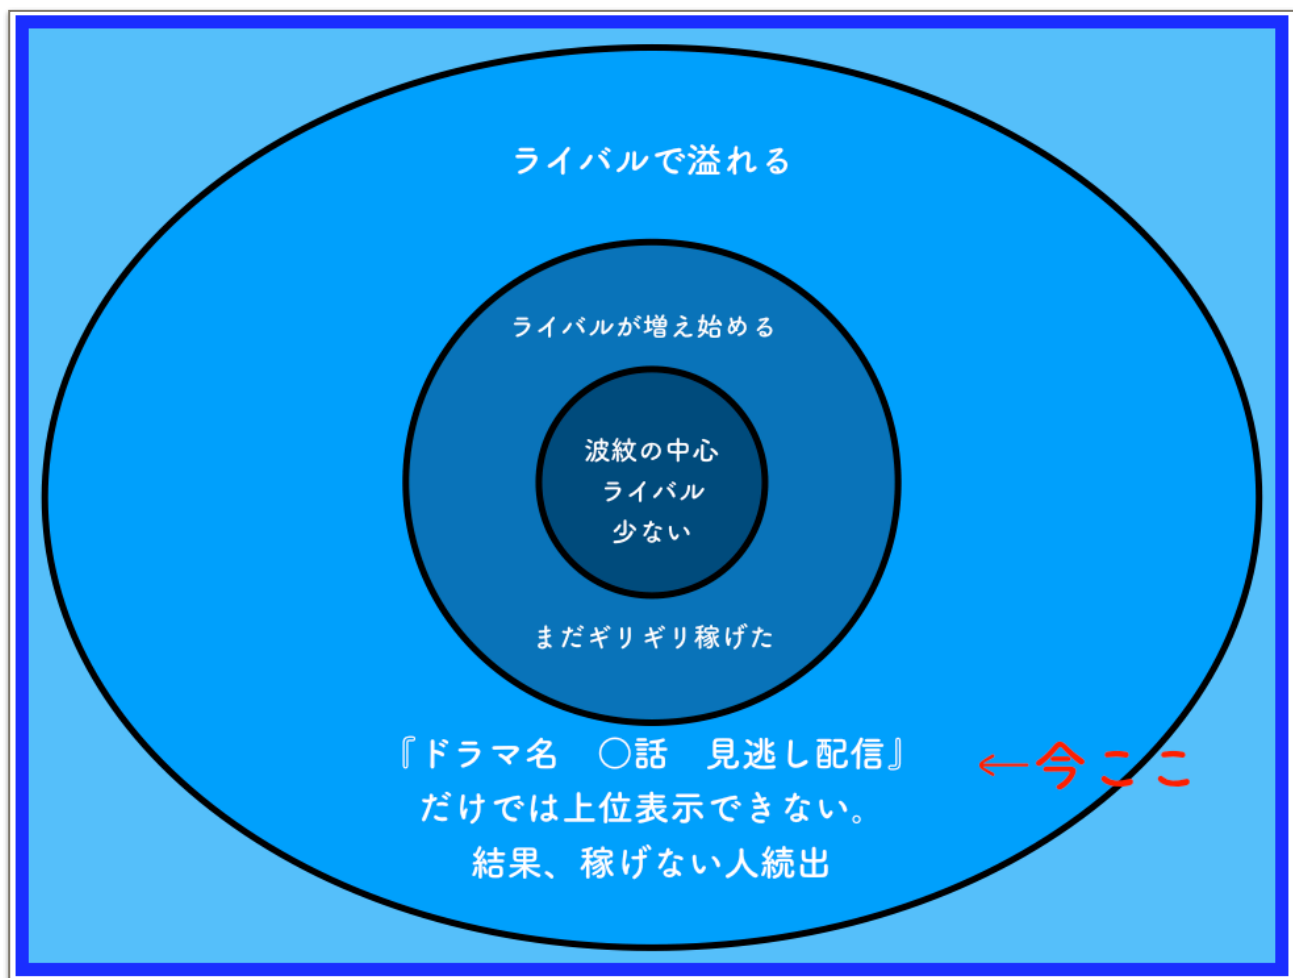 ライバルで溢れる
ライバルが増え始める
波紋の中心
ライバル
少ない
まだギリギリ稼げた
『ドラマ名　〇話　見逃し配信』
←今ここ
だけでは上位表示できない。
結果、稼げない人続出